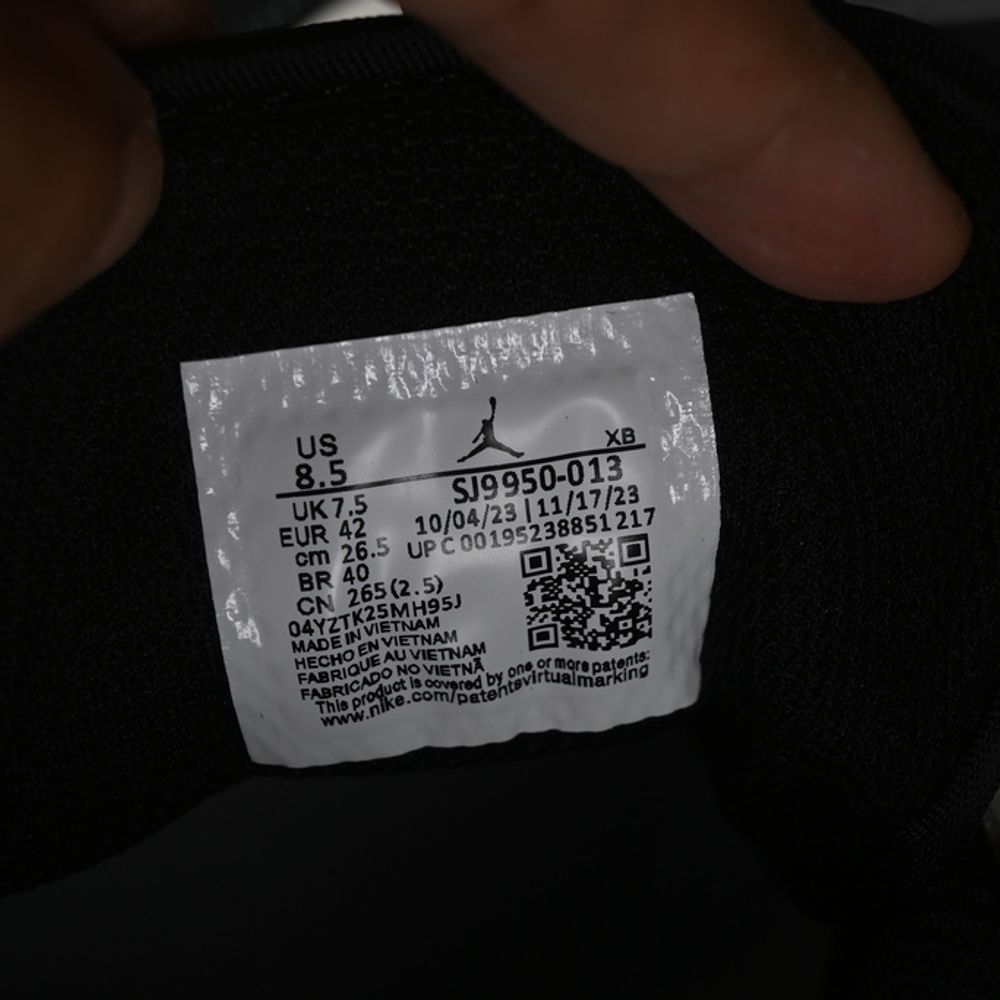 US
8.5
XB
UK 7.5
EUR 42
cm 26.5
BR 40
CN 265(2.5)
SJ9950-013
10/04/23 | 11/17/23
UPC 00195238851217
04YZTK25MH95J
MADE IN VIETNAM
HECHO EN VIETNAM
FABRIQUE AU VIETNAM
FABRICADO NO VIETNÃ
This product is covered by one or more patents:
www.nike.com/patentsvirtualmarking